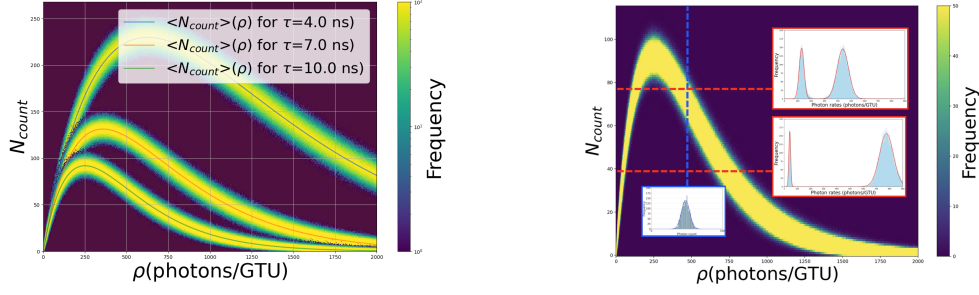 <N_count>(ρ) for τ=4.0 ns)
<N_count>(ρ) for τ=7.0 ns)
<N_count>(ρ) for τ=10.0 ns)
N_count
250
200
150
100
50
0
0
250
500
750
1000
1250
1500
1750
2000
ρ(photons/GTU)
10²
10¹
10⁰
Frequency
N_count
100
80
60
40
20
0
0
250
500
750
1000
1250
1500
1750
2000
ρ(photons/GTU)
Frequency
Photon rates (photons/GTU)
Frequency
Photon rates (photons/GTU)
Photon count
50
40
30
20
10
0
Frequency